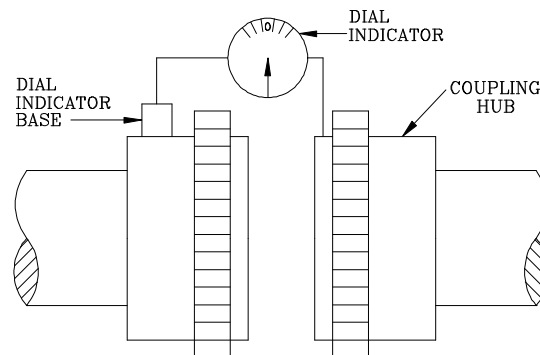 DIAL
INDICATOR
0
DIAL
INDICATOR
BASE
COUPLING
HUB